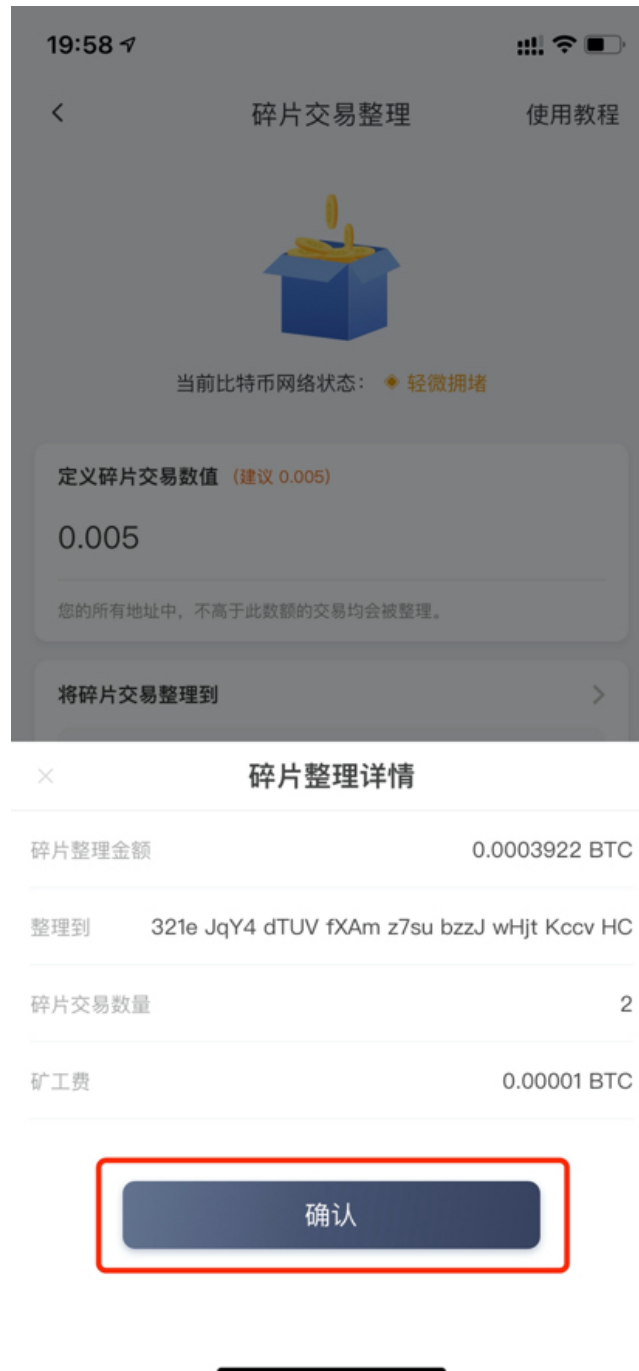 19:58
碎片交易整理
使用教程
当前比特币网络状态： 轻微拥堵
定义碎片交易数值 （建议 0.005）
0.005
您的所有地址中，不高于此数额的交易均会被整理。
将碎片交易整理到
碎片整理详情
碎片整理金额 0.0003922 BTC
整理到 321e JqY4 dTUV fXAm z7su bzzJ wHjt Kccv HC
碎片交易数量 2
矿工费 0.00001 BTC
确认